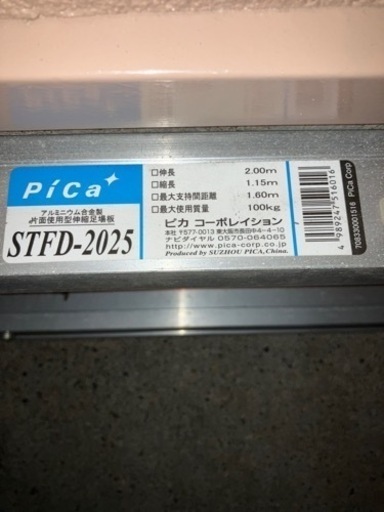 PiCa
アルミニウム合金製
片面使用型伸縮足場板
STFD-2025
□伸長 2.00m
□縮長 1.15m
□最大支持間距離 1.60m
□最大使用質量 100kg
ピカ コーポレイション
本社 〒577-0013 東大阪市長田中4-4-10
ナビダイヤル 0570-064065
http://www.pica-corp.co.jp
Produced by SUZHOU PICA,China.
4 989247 516016
708330001516 PiCa Corp